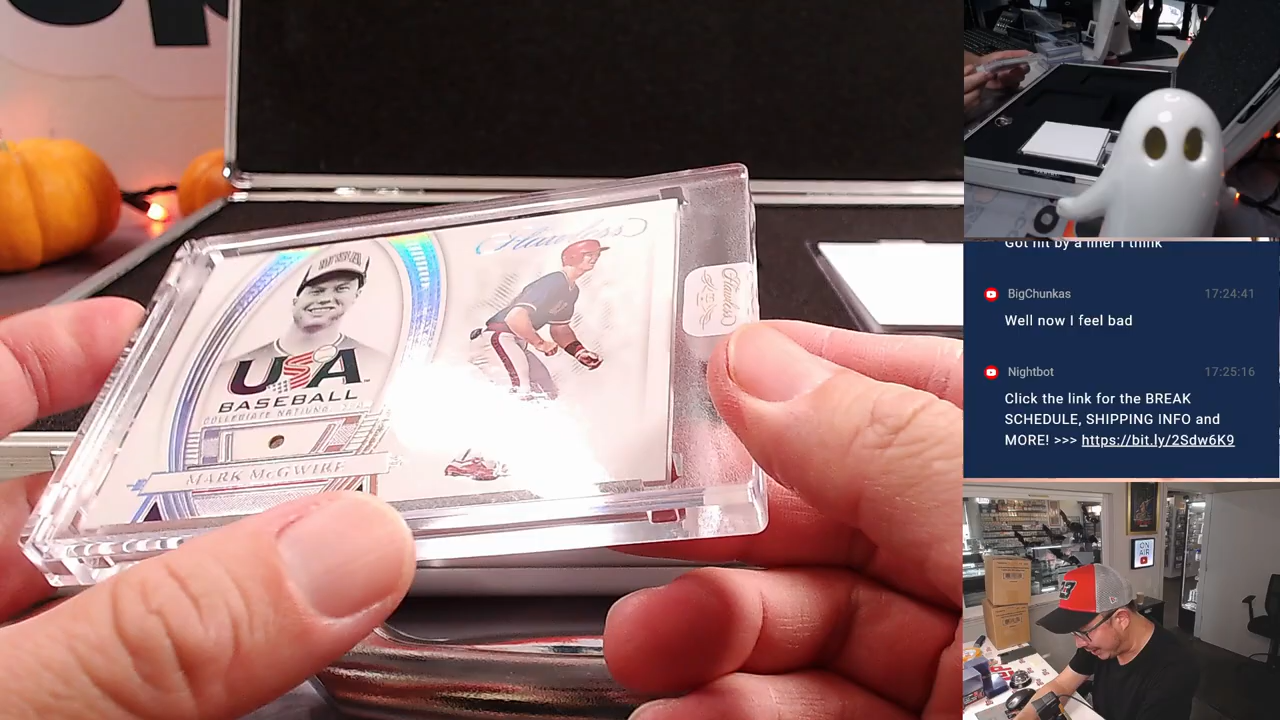 Flawless
USA
BASEBALL
COLLEGIATE NATIONAL
MARK McGWIRE
Flawless
Got hit by a liner I think
BigChunkas 17:24:41
Well now I feel bad
Nightbot 17:25:16
Click the link for the BREAK
SCHEDULE, SHIPPING INFO and
MORE! >>> https://bit.ly/2Sdw6K9
ON
AIR
23